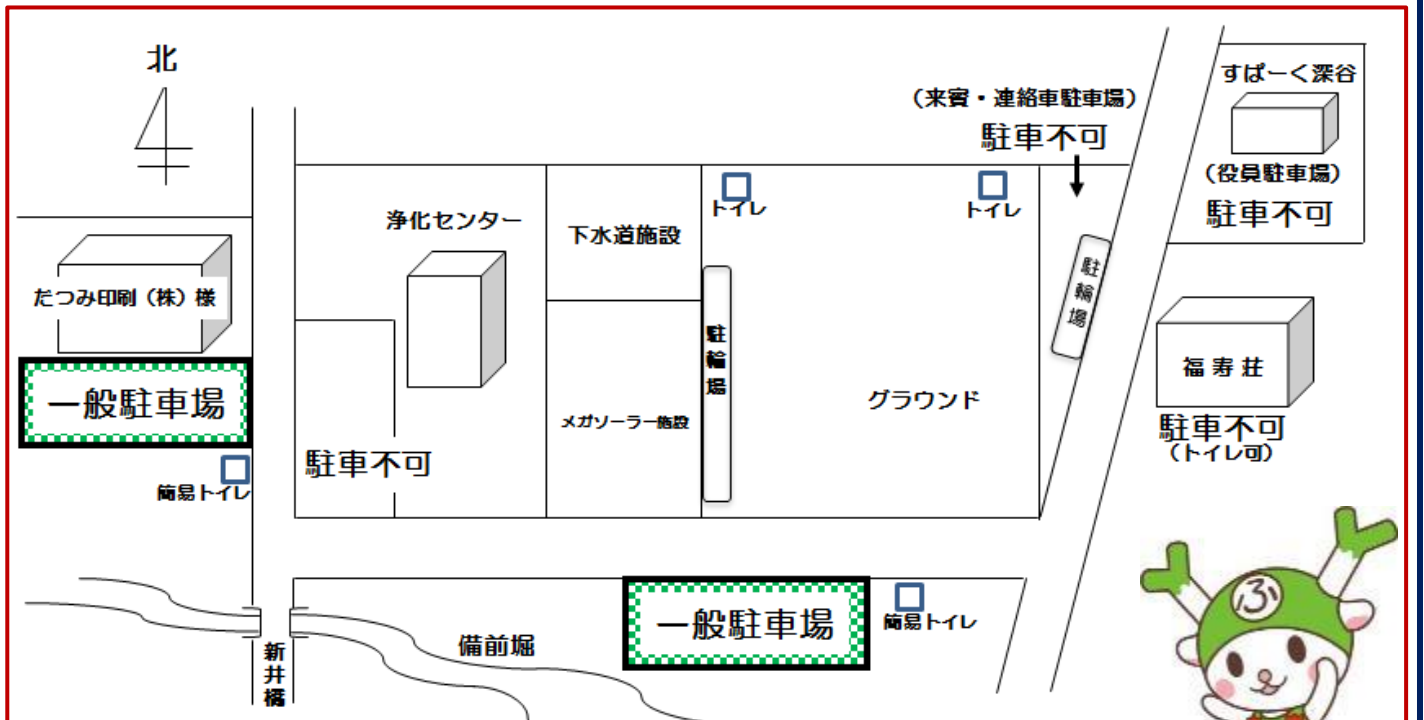 北
すぱーく深谷
(来賓・連絡車駐車場)
駐車不可
(役員駐車場)
駐車不可
トイレ
トイレ
浄化センター
下水道施設
駐輪場
だつみ印刷(株)様
駐輪場
福寿荘
一般駐車場
グラウンド
メガソーラー施設
駐車不可
(トイレ可)
駐車不可
簡易トイレ
一般駐車場
簡易トイレ
備前堀
新井橋
ふ